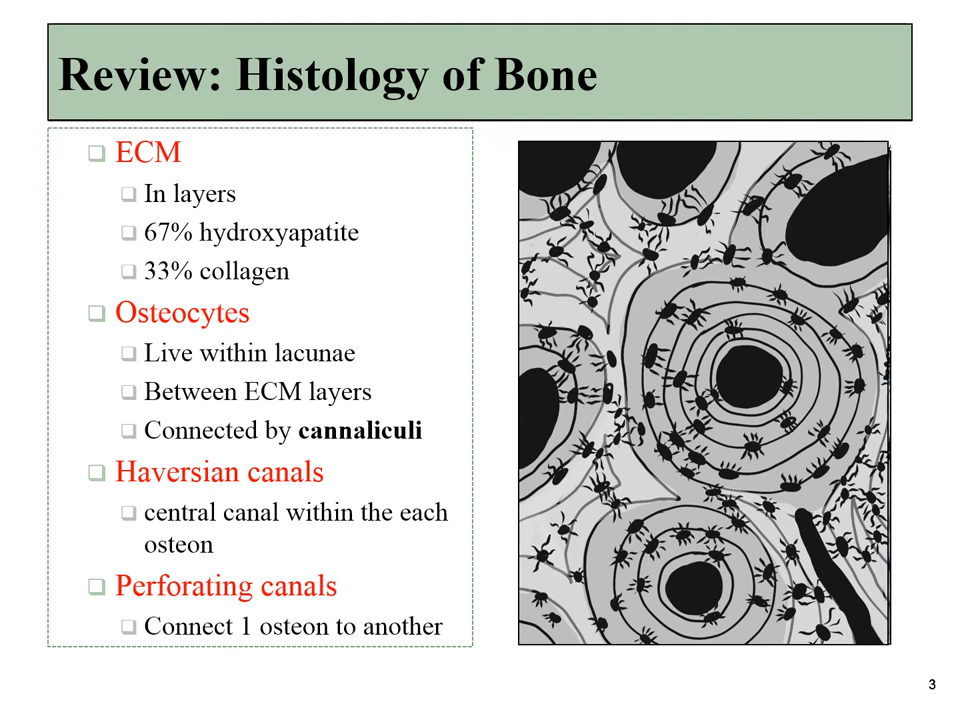 Review: Histology of Bone
ECM
In layers
67% hydroxyapatite
33% collagen
Osteocytes
Live within lacunae
Between ECM layers
Connected by cannaliculi
Haversian canals
central canal within the each
osteon
Perforating canals
Connect 1 osteon to another
3